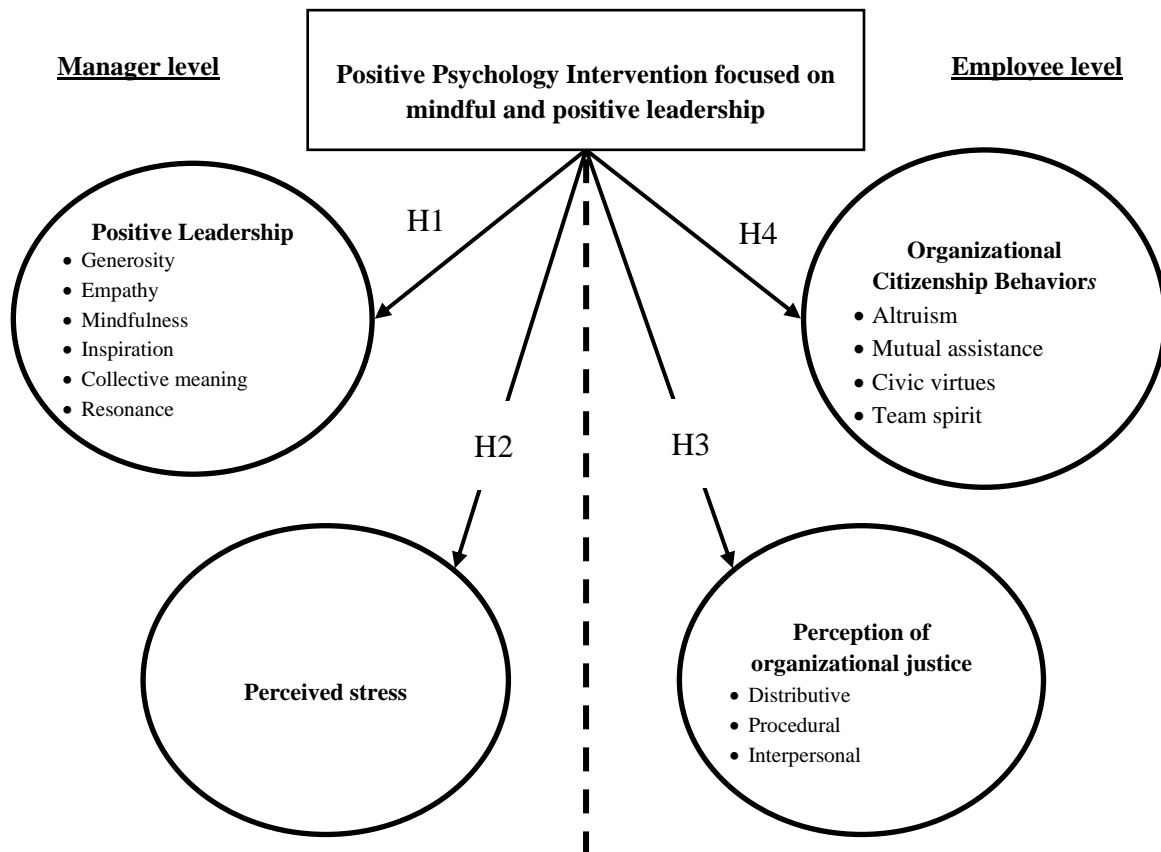 Manager level
Positive Psychology Intervention focused on
mindful and positive leadership
Employee level
H1
H4
Positive Leadership
• Generosity
• Empathy
• Mindfulness
• Inspiration
• Collective meaning
• Resonance
Organizational
Citizenship Behaviors
• Altruism
• Mutual assistance
• Civic virtues
• Team spirit
H2
H3
Perceived stress
Perception of
organizational justice
• Distributive
• Procedural
• Interpersonal